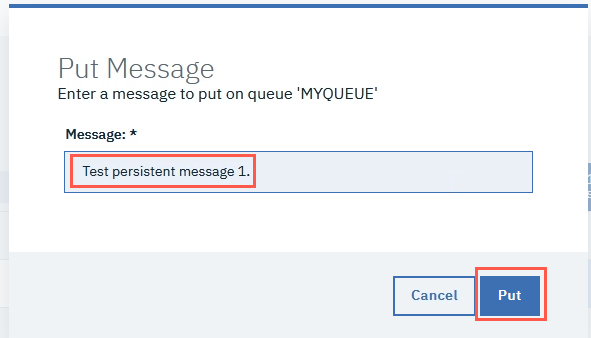 Put Message
Enter a message to put on queue 'MYQUEUE'
Message: *
Test persistent message 1.
Cancel
Put